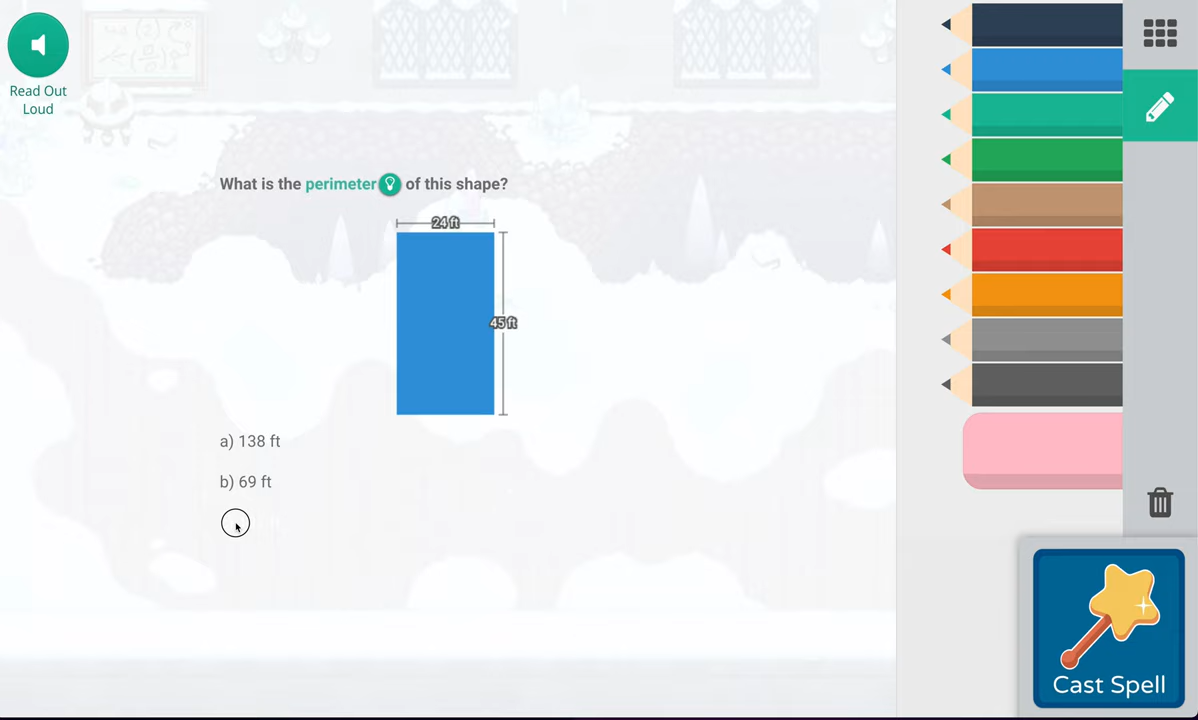 Read Out
Loud
What is the perimeter of this shape?
24 ft
45 ft
a) 138 ft
b) 69 ft
Cast Spell